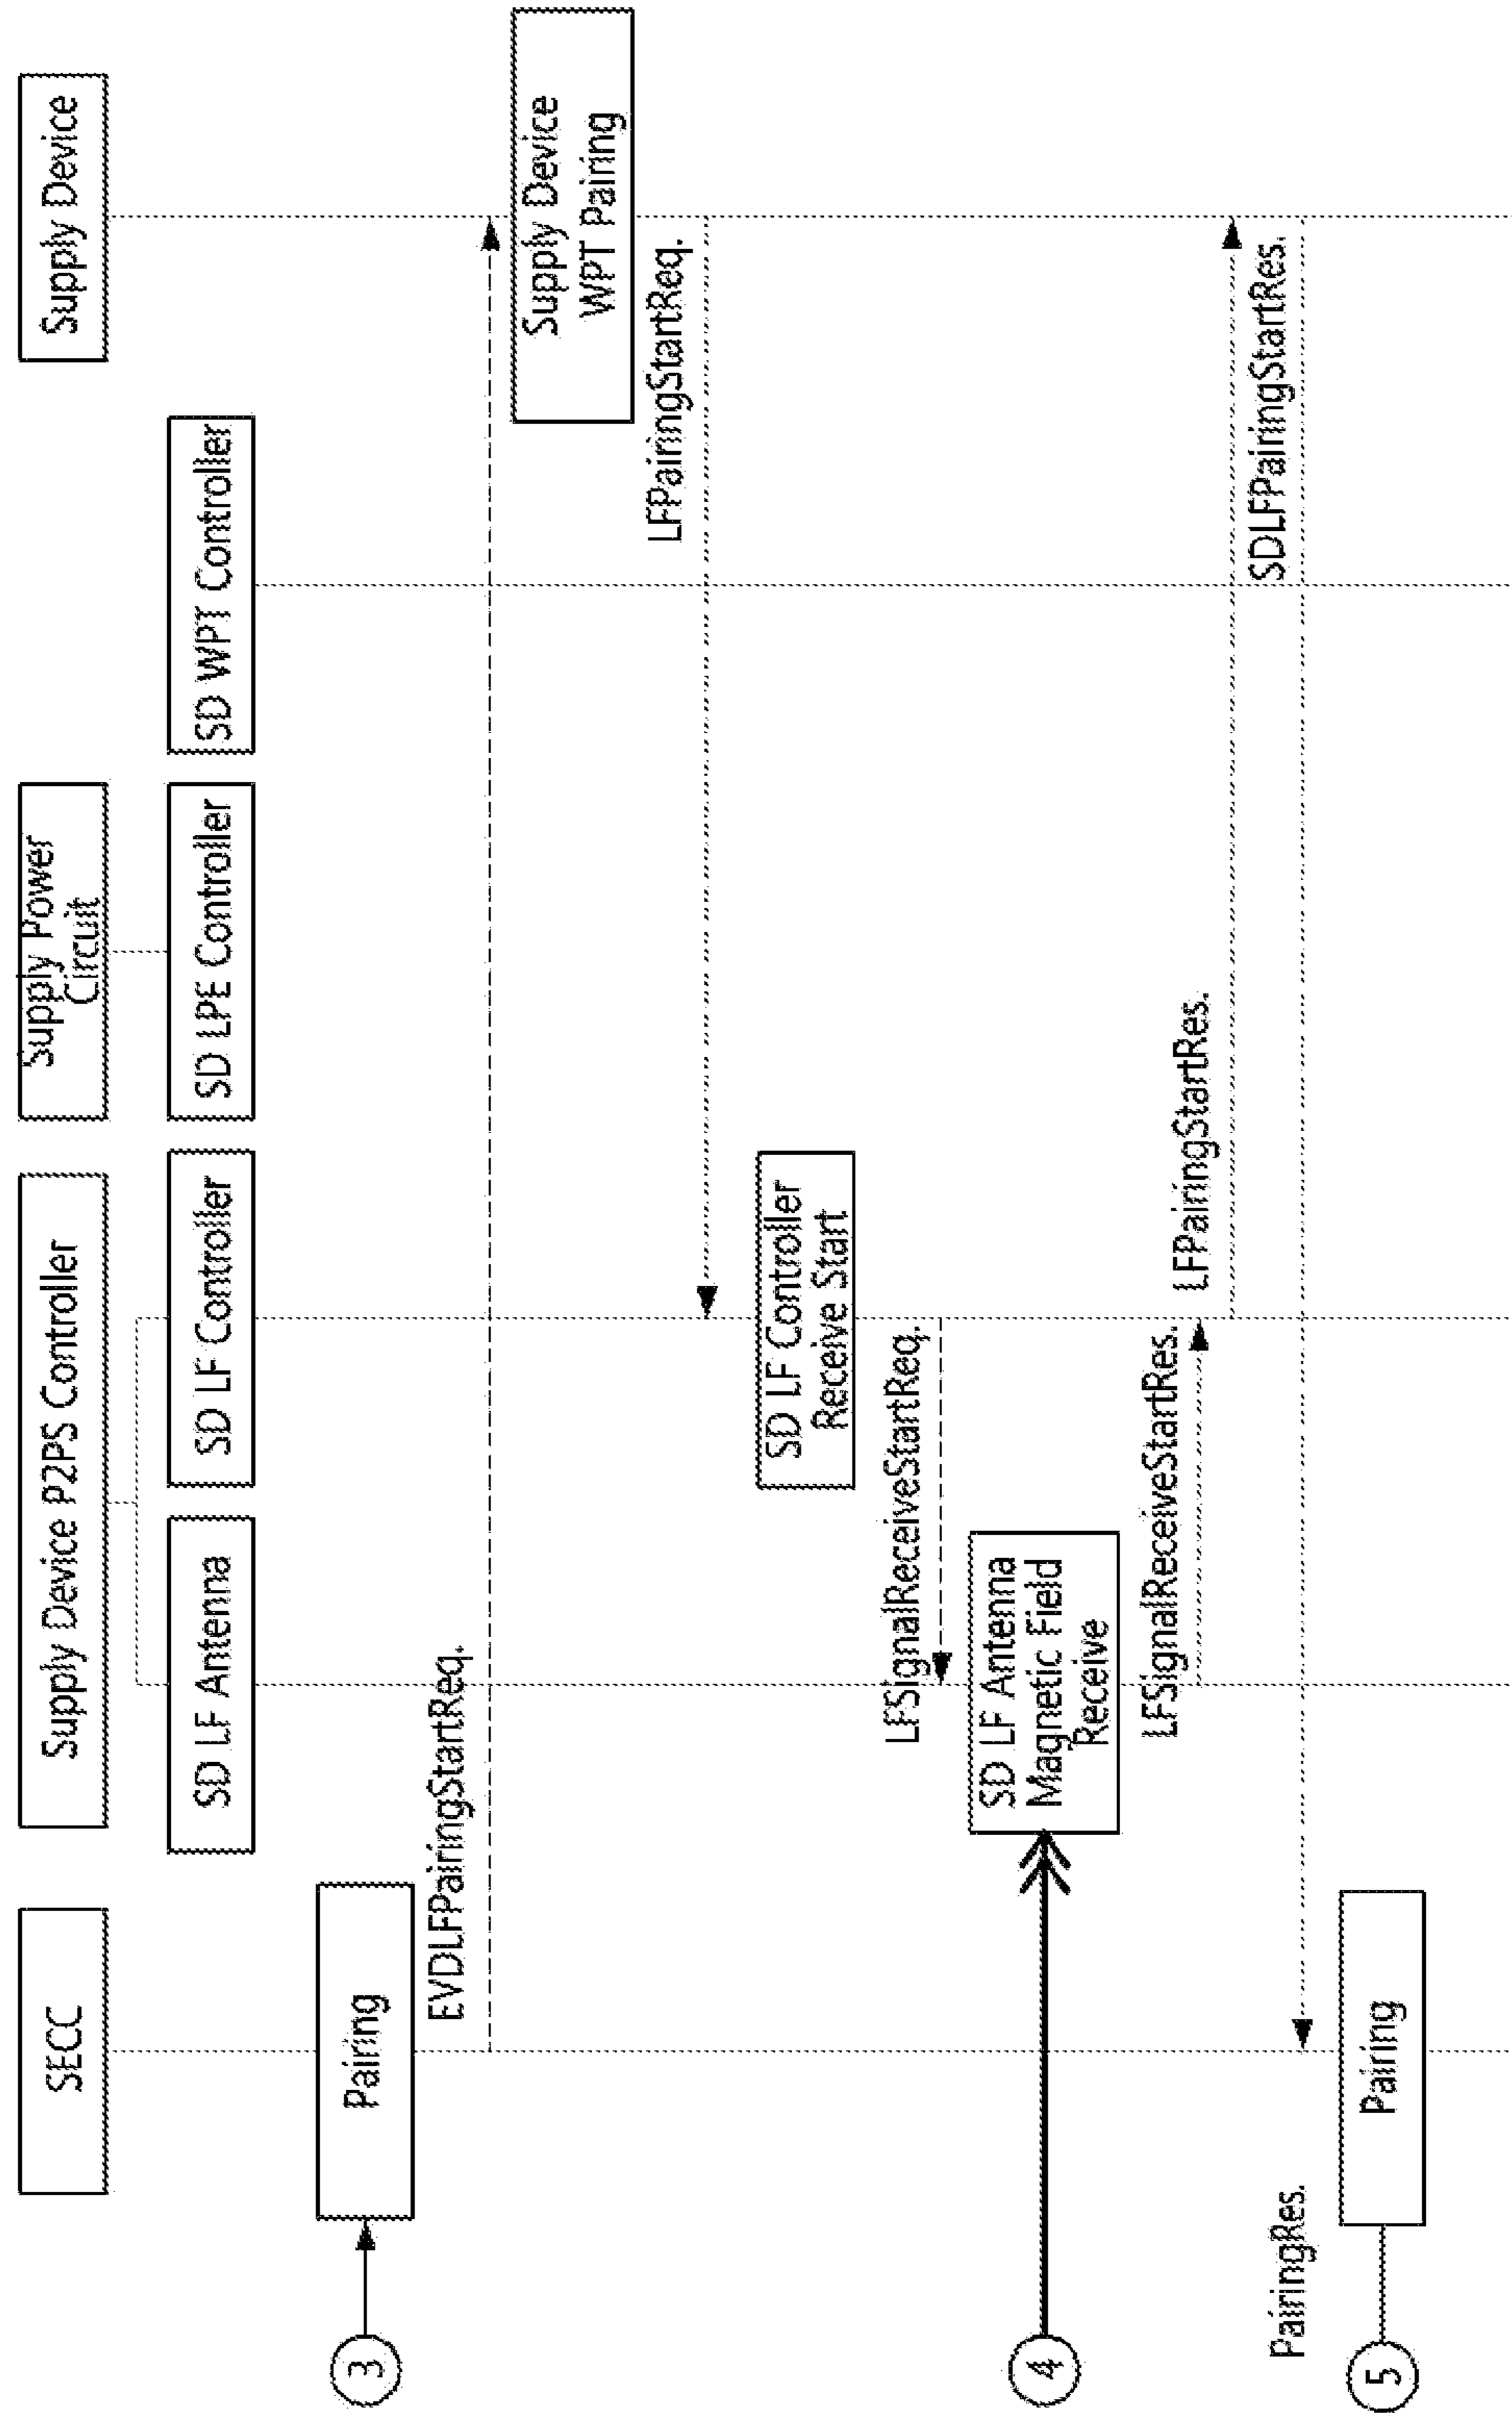 SECC
Supply Device P2PS Controller
Supply Power
Circuit
Supply Device
SD LF Antenna
SD LF Controller
SD LPE Controller
SD WPT Controller
3
Pairing
EVDLFPairingStartReq.
Supply Device
WPT Pairing
LFPairingStartReq.
SD LF Controller
Receive Start
LFSignalReceiveStartReq.
4
SD LF Antenna
Magnetic Field
Receive
LFSignalReceiveStartRes.
LFPairingStartRes.
SDLFPairingStartRes.
PairingRes.
5
Pairing